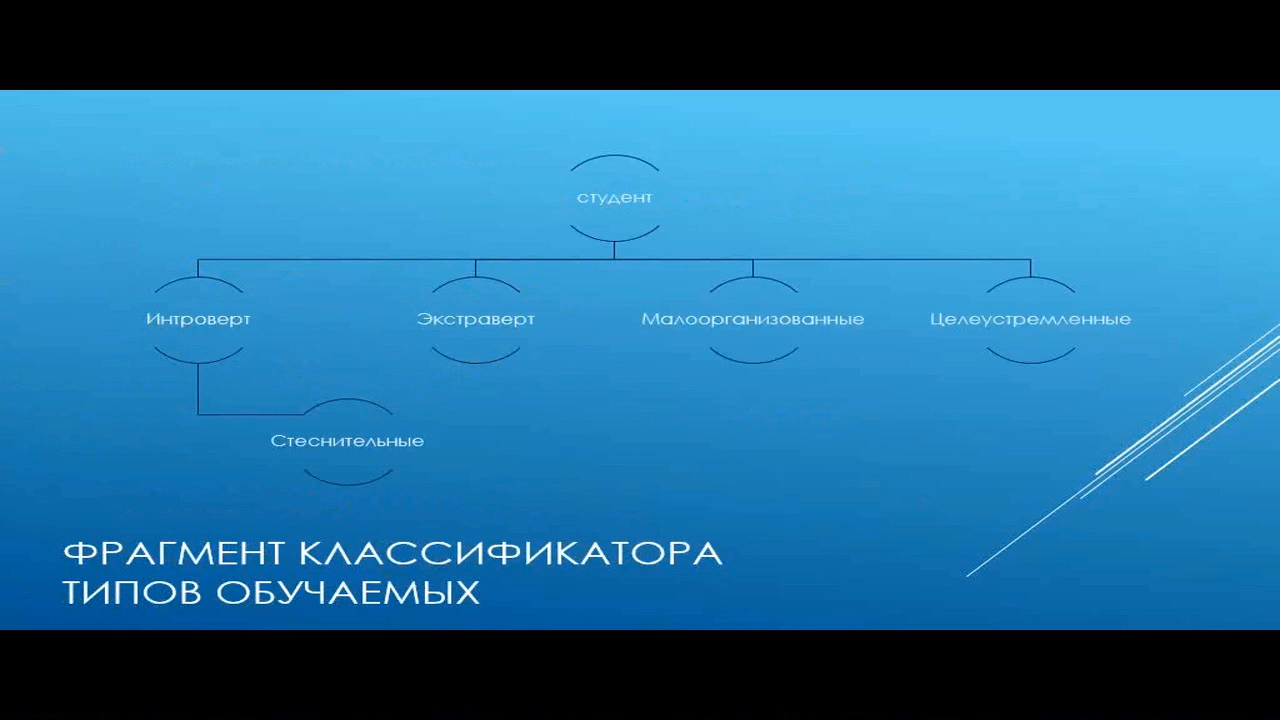 студент
Интроверт
Экстраверт
Малоорганизованные
Целеустремленные
Стеснительные
ФРАГМЕНТ КЛАССИФИКАТОРА
ТИПОВ ОБУЧАЕМЫХ